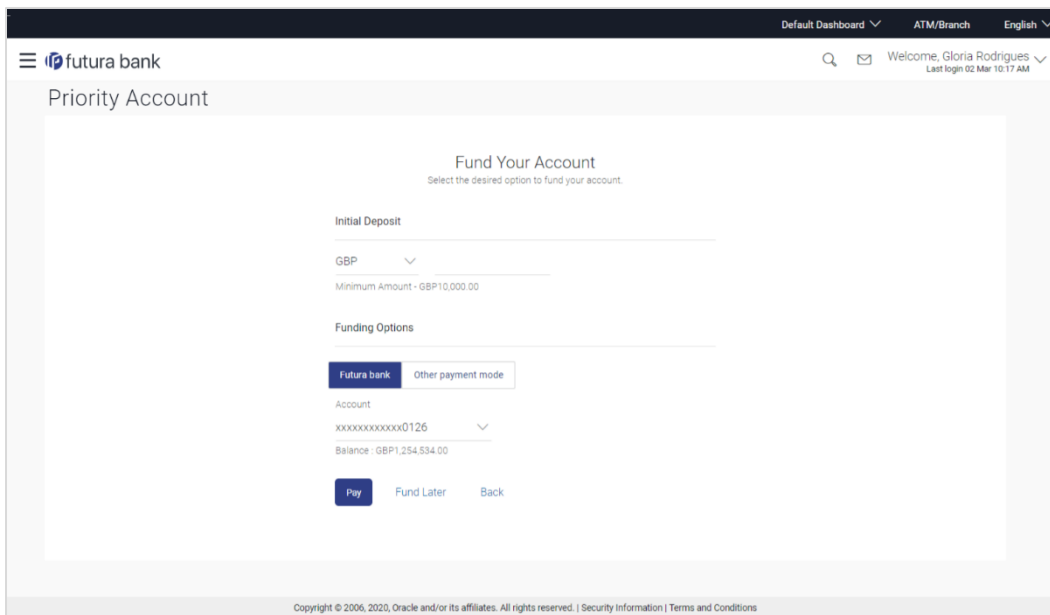 Default Dashboard ATM/Branch English
futura bank
Welcome, Gloria Rodrigues
Last login 02 Mar 10:17 AM
Priority Account
Fund Your Account
Select the desired option to fund your account.
Initial Deposit
GBP
Minimum Amount - GBP10,000.00
Funding Options
Futura bank Other payment mode
Account
xxxxxxxxxxxx0126
Balance : GBP1,254,534.00
Pay Fund Later Back
Copyright © 2006, 2020, Oracle and/or its affiliates. All rights reserved. | Security Information | Terms and Conditions